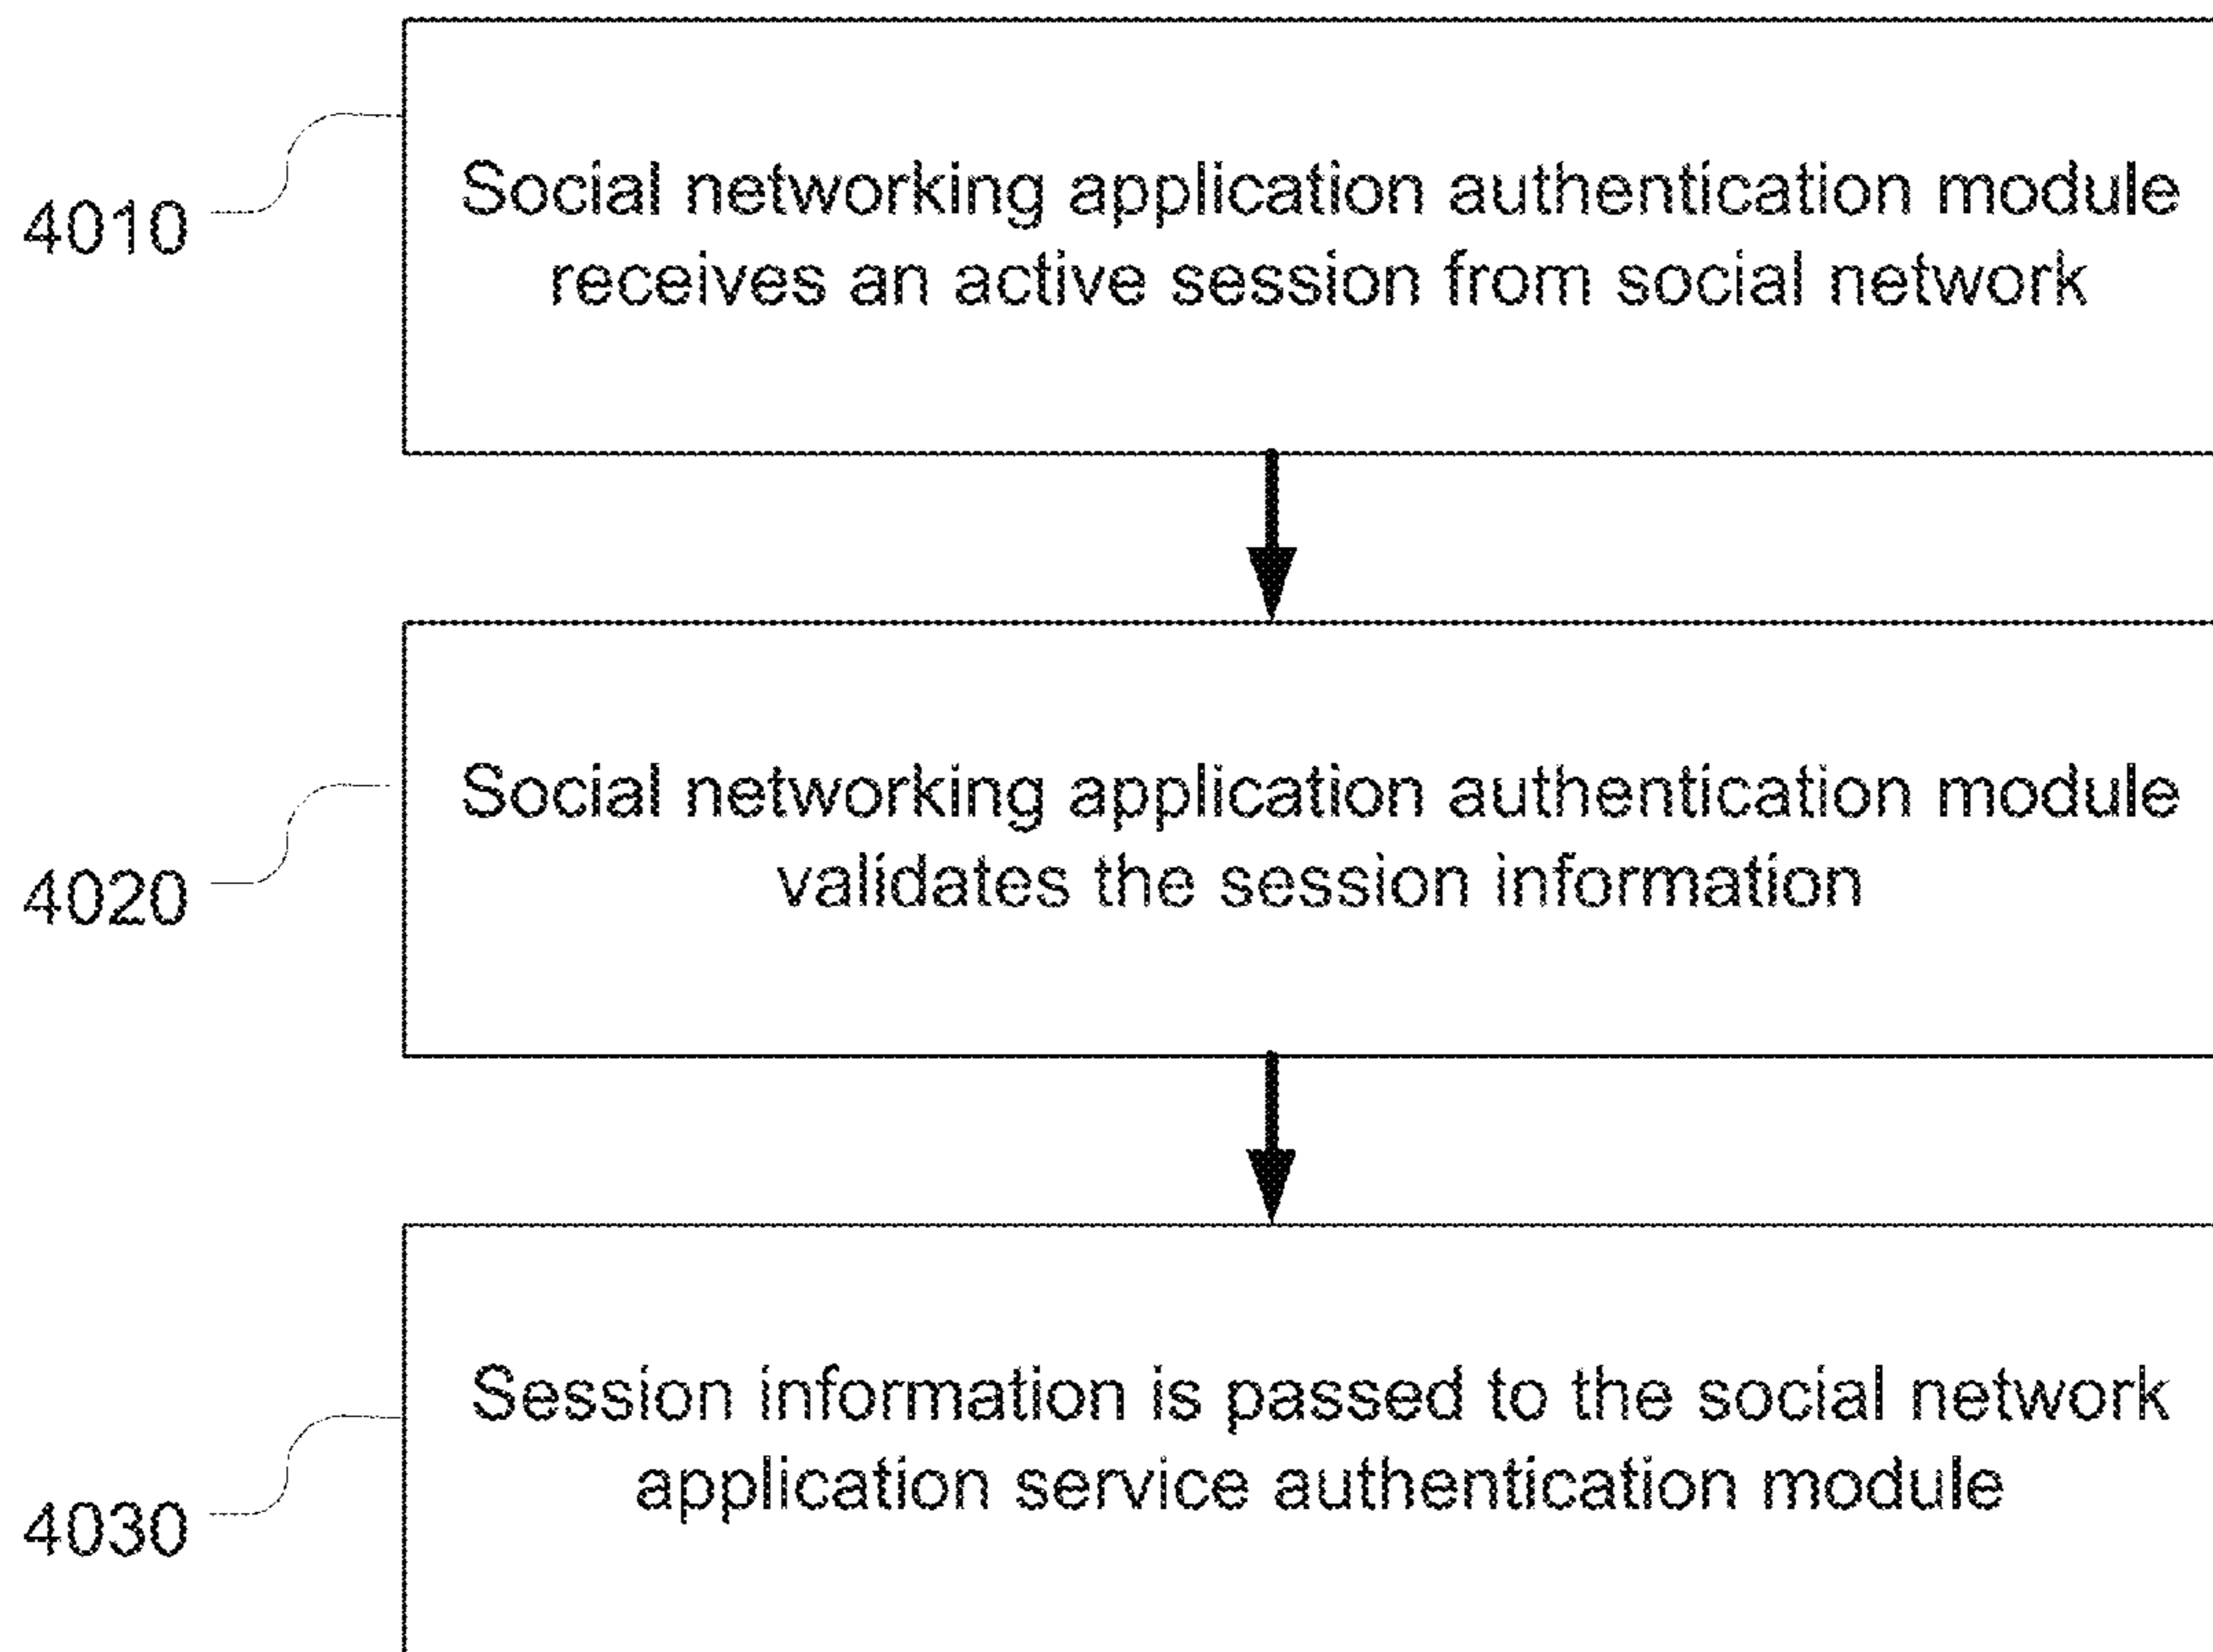 Social networking application authentication module
4010
receives an active session from social network
Social networking application authentication module
4020
validates the session information
Session information is passed to the social network
4030
application service authentication module